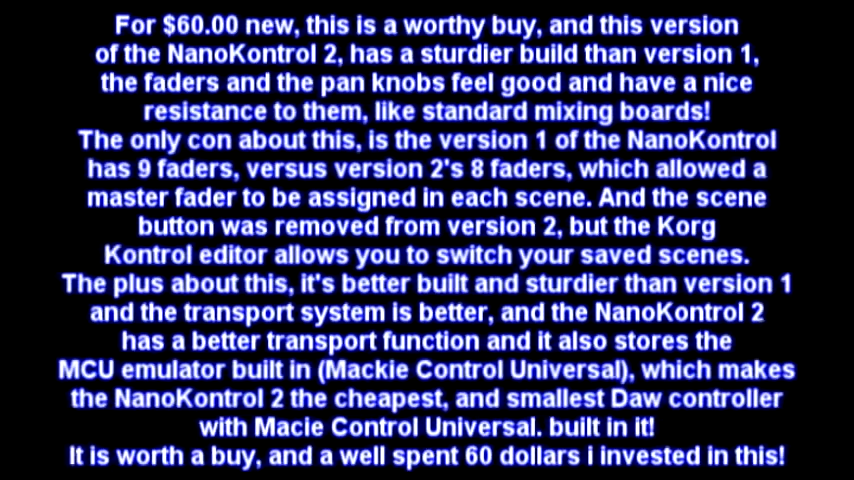 For $60.00 new, this is a worthy buy, and this version
of the NanoKontrol 2, has a sturdier build than version 1,
the faders and the pan knobs feel good and have a nice
resistance to them, like standard mixing boards!
The only con about this, is the version 1 of the NanoKontrol
has 9 faders, versus version 2's 8 faders, which allowed a
master fader to be assigned in each scene. And the scene
button was removed from version 2, but the Korg
Kontrol editor allows you to switch your saved scenes.
The plus about this, it's better built and sturdier than version 1
and the transport system is better, and the NanoKontrol 2
has a better transport function and it also stores the
MCU emulator built in (Mackie Control Universal), which makes
the NanoKontrol 2 the cheapest, and smallest Daw controller
with Macie Control Universal. built in it!
It is worth a buy, and a well spent 60 dollars i invested in this!